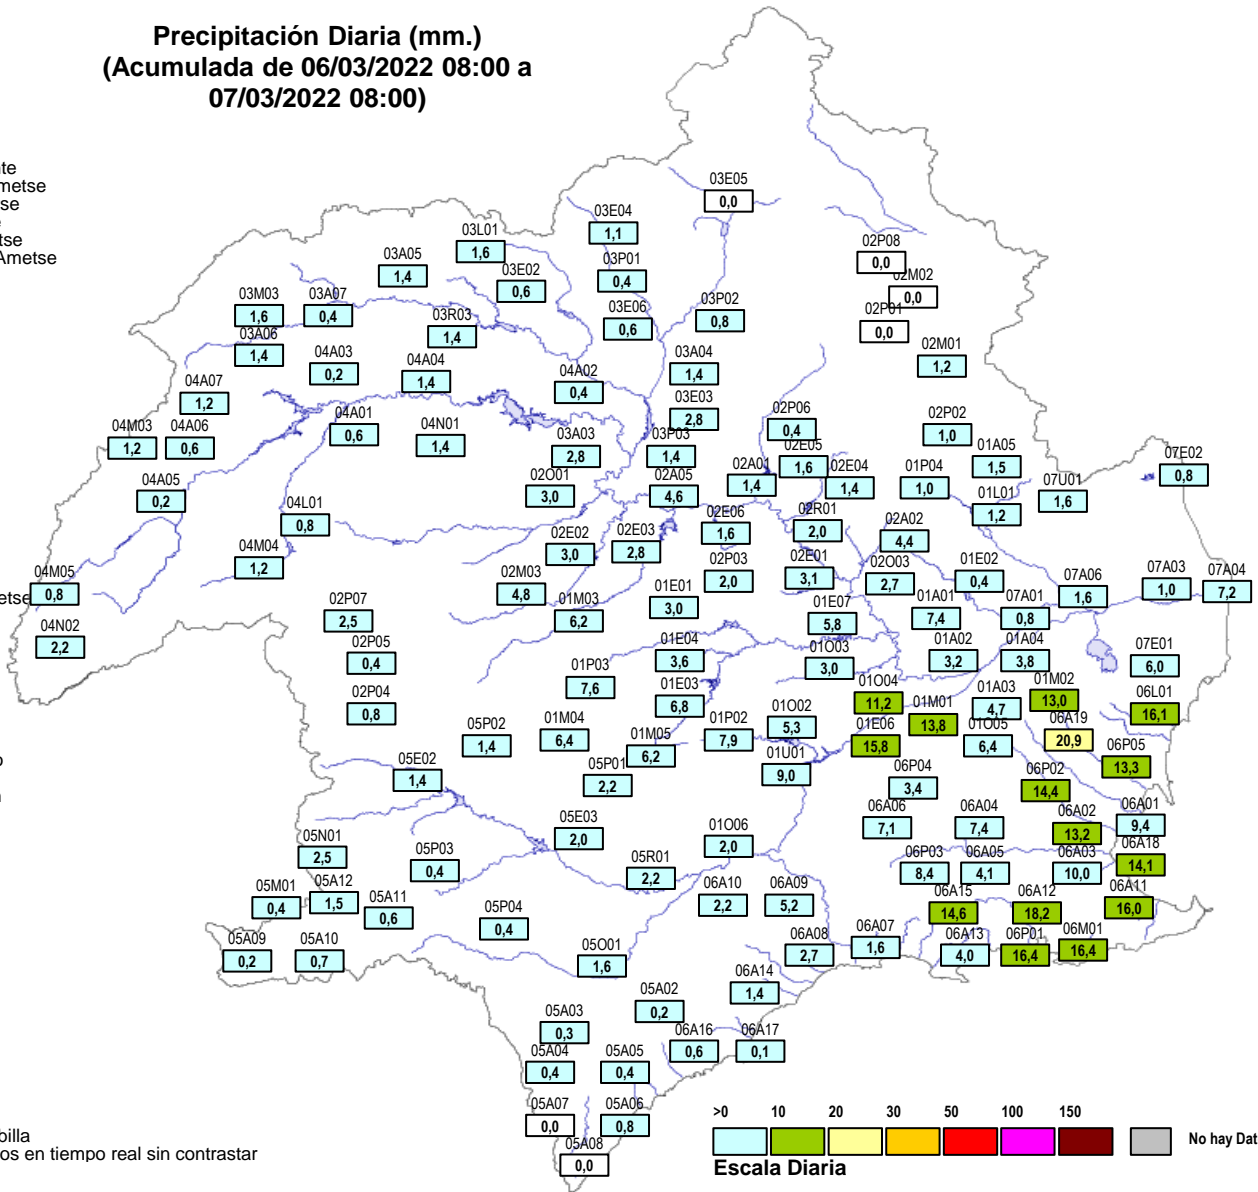 Precipitación Diaria (mm.)
(Acumulada de 06/03/2022 08:00 a
07/03/2022 08:00)
nte
metse
tse
e
tse
Ametse
03E05
0,0
03E04
1,1
03L01
1,6
02P08
0,0
03A05
1,4
03P01
0,4
03E02
0,6
02M02
0,0
03M03
1,6
03A07
0,4
03P02
0,8
03E06
0,6
02P01
0,0
03R03
1,4
03A06
1,4
02M01
1,2
04A03
0,2
04A04
1,4
03A04
1,4
04A02
0,4
04A07
1,2
03E03
2,8
04A01
0,6
02P06
0,4
02P02
1,0
04M03
1,2
04A06
0,6
04N01
1,4
03A03
2,8
03P03
1,4
02E05
1,6
01A05
1,5
07E02
0,8
04A05
0,2
02O01
3,0
02A05
4,6
02A01
1,4
02E04
1,4
01P04
1,0
07U01
1,6
01L01
1,2
04L01
0,8
02R01
2,0
02E06
1,6
02A02
4,4
02E02
3,0
02E03
2,8
04M04
1,2
02P03
2,0
02E01
3,1
02O03
2,7
01E02
0,4
04M05
0,8
etse
02M03
4,8
07A06
1,6
07A03
1,0
07A04
7,2
01E01
3,0
02P07
2,5
01M03
6,2
01E07
5,8
01A01
7,4
07A01
0,8
04N02
2,2
02P05
0,4
01E04
3,6
01O03
3,0
01A02
3,2
01A04
3,8
07E01
6,0
01P03
7,6
01E03
6,8
01O04
11,2
01M02
13,0
02P04
0,8
01M01
13,8
01A03
4,7
06L01
16,1
01O02
5,3
05P02
1,4
01M04
6,4
01P02
7,9
01E06
15,8
01O05
6,4
06A19
20,9
01M05
6,2
06P05
13,3
01U01
9,0
05E02
1,4
05P01
2,2
06P04
3,4
06P02
14,4
o
n
05E03
2,0
06A06
7,1
06A04
7,4
06A02
13,2
06A01
9,4
05N01
2,5
01O06
2,0
05P03
0,4
05R01
2,2
06P03
8,4
06A05
4,1
06A03
10,0
06A18
14,1
05M01
0,4
05A12
1,5
05A11
0,6
06A10
2,2
06A09
5,2
06A15
14,6
06A12
18,2
06A11
16,0
05P04
0,4
05A09
0,2
05A10
0,7
05O01
1,6
06A08
2,7
06A07
1,6
06A13
4,0
06P01
16,4
06M01
16,4
06A14
1,4
05A02
0,2
05A03
0,3
06A16
0,6
06A17
0,1
05A04
0,4
05A05
0,4
05A07
0,0
05A06
0,8
05A08
0,0
>0 10 20 30 50 100 150
No hay Dat
Escala Diaria
billa
os en tiempo real sin contrastar